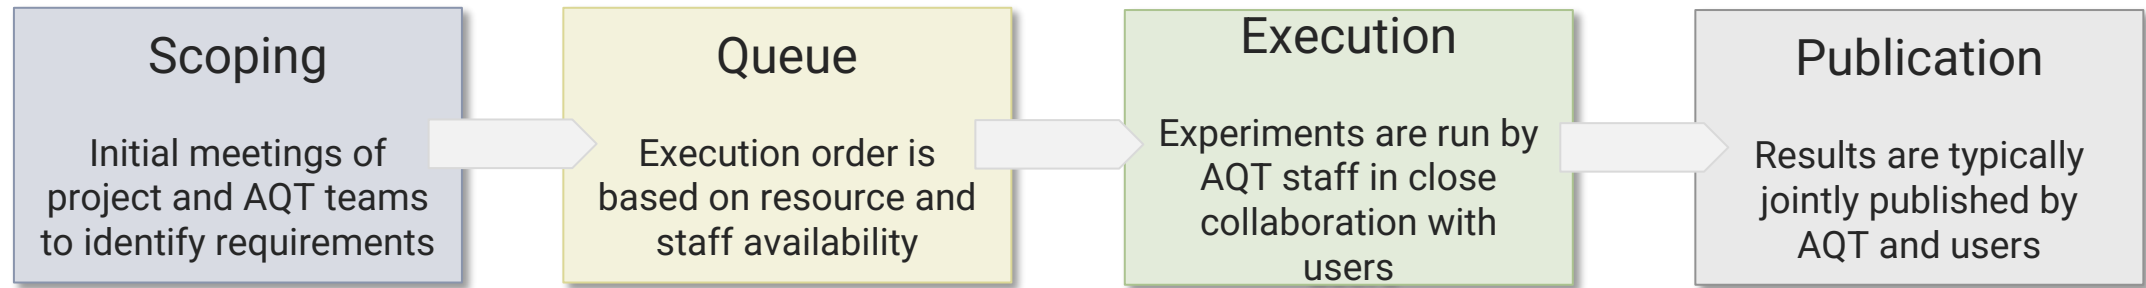 Scoping
Initial meetings of
project and AQT teams
to identify requirements
Queue
Execution order is
based on resource and
staff availability
Execution
Experiments are run by
AQT staff in close
collaboration with
users
Publication
Results are typically
jointly published by
AQT and users